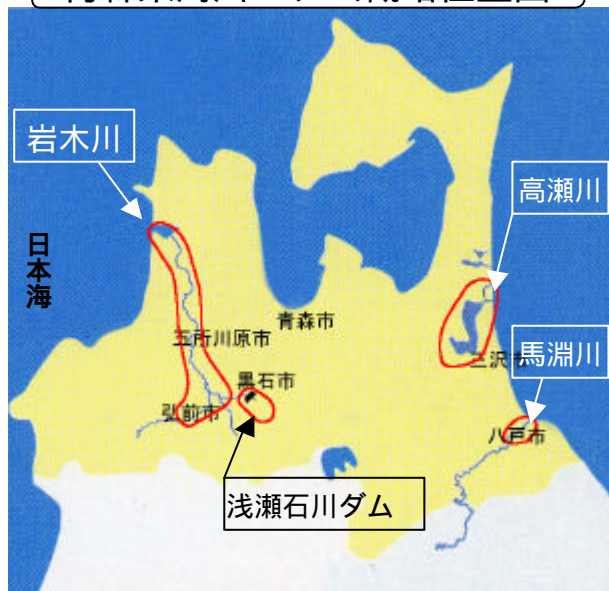 岩木川
高瀬川
日本海
青森市
五所川原市
三沢市
馬淵川
黒石市
弘前市
八戸市
浅瀬石川ダム